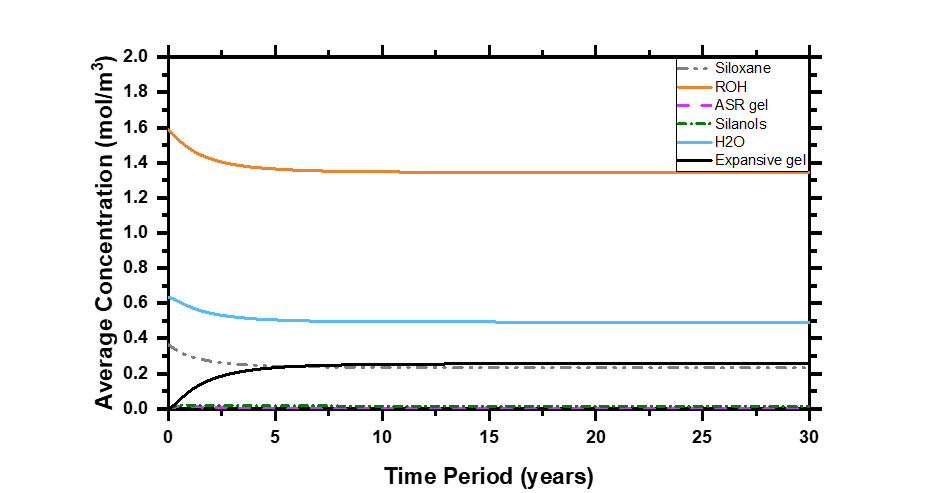 2.0
1.8
1.6
1.4
1.2
1.0
0.8
0.6
0.4
0.2
0.0
Average Concentration (mol/m³)
Siloxane
ROH
ASR gel
Silanols
H2O
Expansive gel
0 5 10 15 20 25 30
Time Period (years)